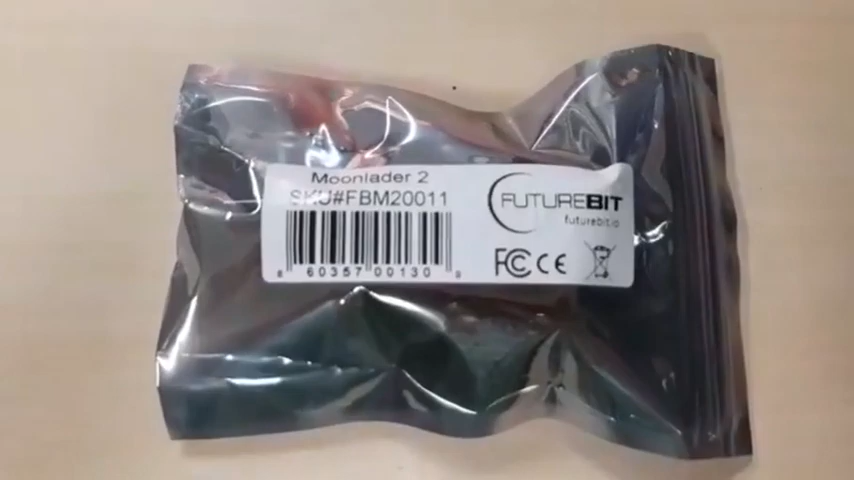 Moonlader 2
SKU#FBM20011
FUTUREBIT
futurebit.io
8 60357 00130 9
FC CE